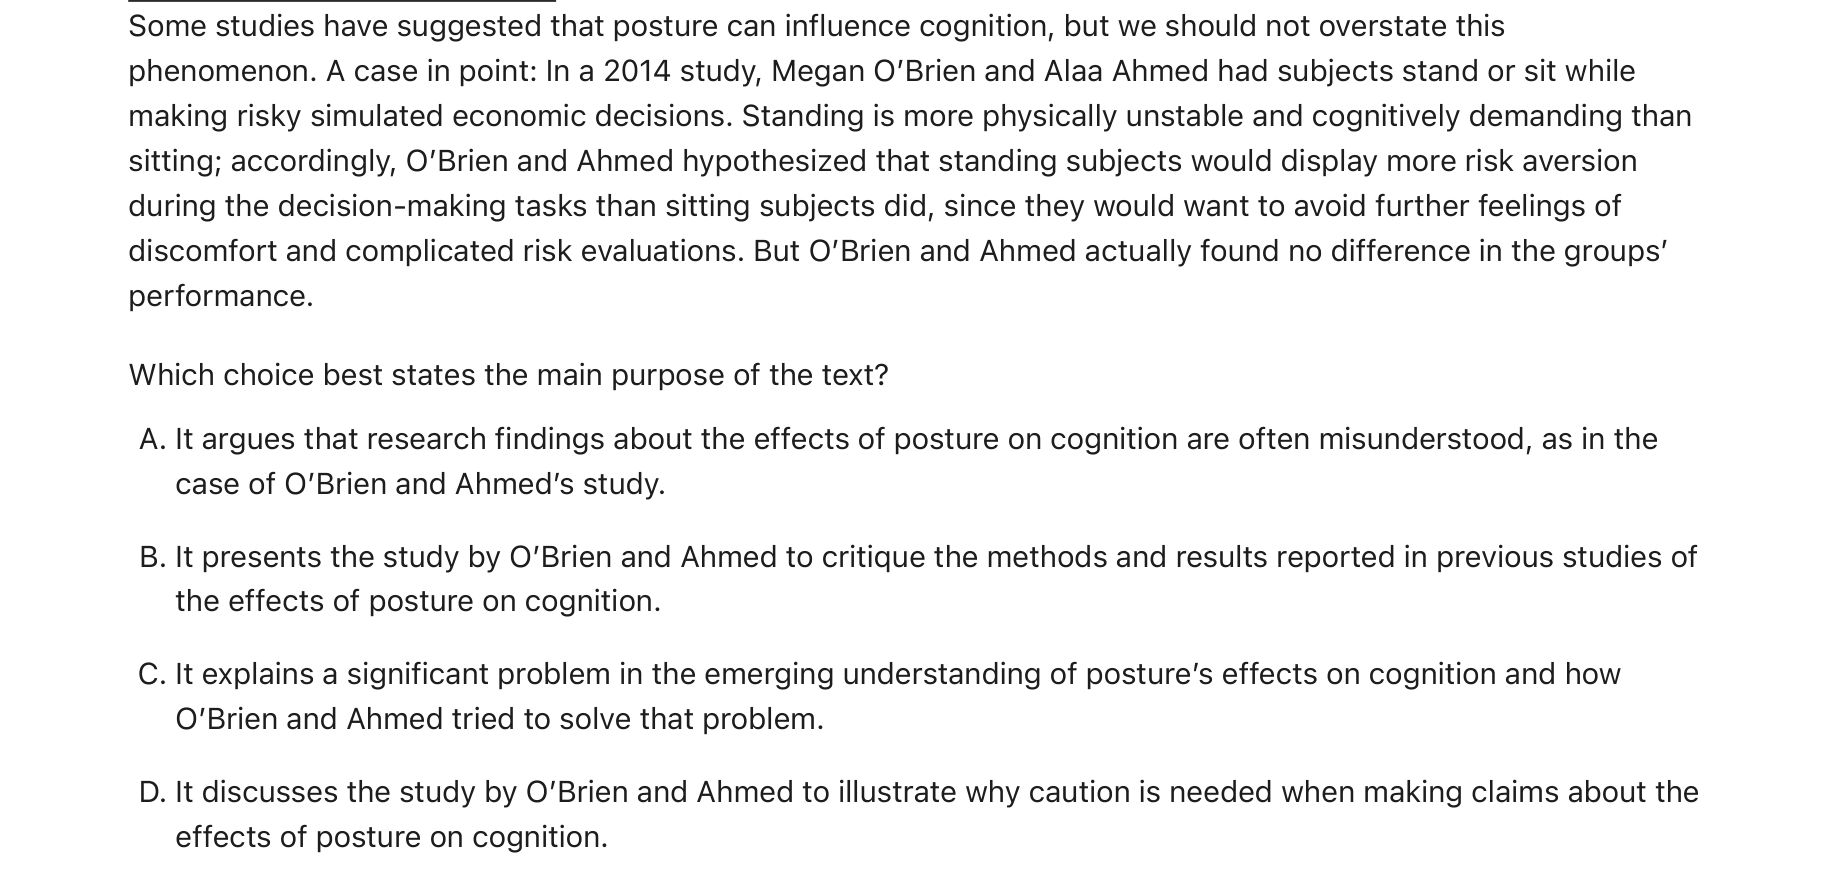 Some studies have suggested that posture can influence cognition, but we should not overstate this
phenomenon. A case in point: In a 2014 study, Megan O’Brien and Alaa Ahmed had subjects stand or sit while
making risky simulated economic decisions. Standing is more physically unstable and cognitively demanding than
sitting; accordingly, O’Brien and Ahmed hypothesized that standing subjects would display more risk aversion
during the decision-making tasks than sitting subjects did, since they would want to avoid further feelings of
discomfort and complicated risk evaluations. But O’Brien and Ahmed actually found no difference in the groups’
performance.
Which choice best states the main purpose of the text?
A. It argues that research findings about the effects of posture on cognition are often misunderstood, as in the
case of O’Brien and Ahmed’s study.
B. It presents the study by O’Brien and Ahmed to critique the methods and results reported in previous studies of
the effects of posture on cognition.
C. It explains a significant problem in the emerging understanding of posture’s effects on cognition and how
O’Brien and Ahmed tried to solve that problem.
D. It discusses the study by O’Brien and Ahmed to illustrate why caution is needed when making claims about the
effects of posture on cognition.